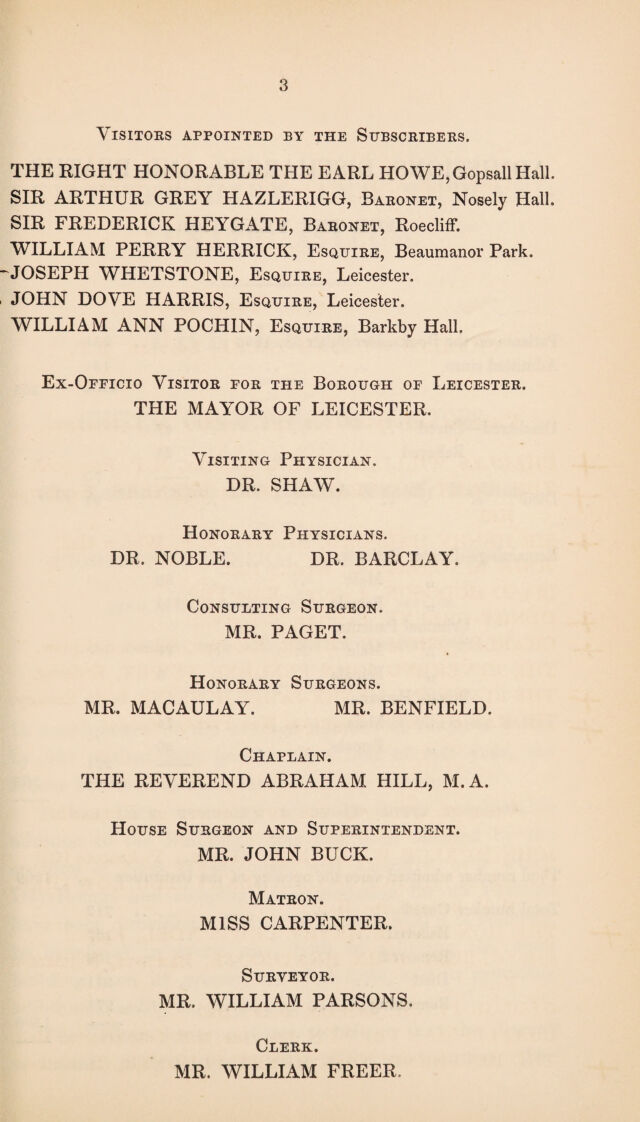 3
VISITORS APPOINTED BY THE SUBSCRIBERS.
THE RIGHT HONORABLE THE EARL HOWE, Gopsall Hall.
SIR ARTHUR GREY HAZLERIGG, BARONET, Nosely Hall.
SIR FREDERICK HEYGATE, BARONET, Roecliff.
WILLIAM PERRY HERRICK, ESQUIRE, Beaumanor Park.
JOSEPH WHETSTONE, ESQUIRE, Leicester.
JOHN DOVE HARRIS, ESQUIRE, Leicester.
WILLIAM ANN POCHIN, ESQUIRE, Barkby Hall.
EX-OFFICIO VISITOR FOR THE BOROUGH OF LEICESTER.
THE MAYOR OF LEICESTER.
VISITING PHYSICIAN.
DR. SHAW.
HONORARY PHYSICIANS.
DR. NOBLE. DR. BARCLAY.
CONSULTING SURGEON.
MR. PAGET.
HONORARY SURGEONS.
MR. MACAULAY. MR. BENFIELD.
CHAPLAIN.
THE REVEREND ABRAHAM HILL, M.A.
HOUSE SURGEON AND SUPERINTENDENT.
MR. JOHN BUCK.
MATRON.
MISS CARPENTER.
SURVEYOR.
MR. WILLIAM PARSONS.
CLERK.
MR. WILLIAM FREER.